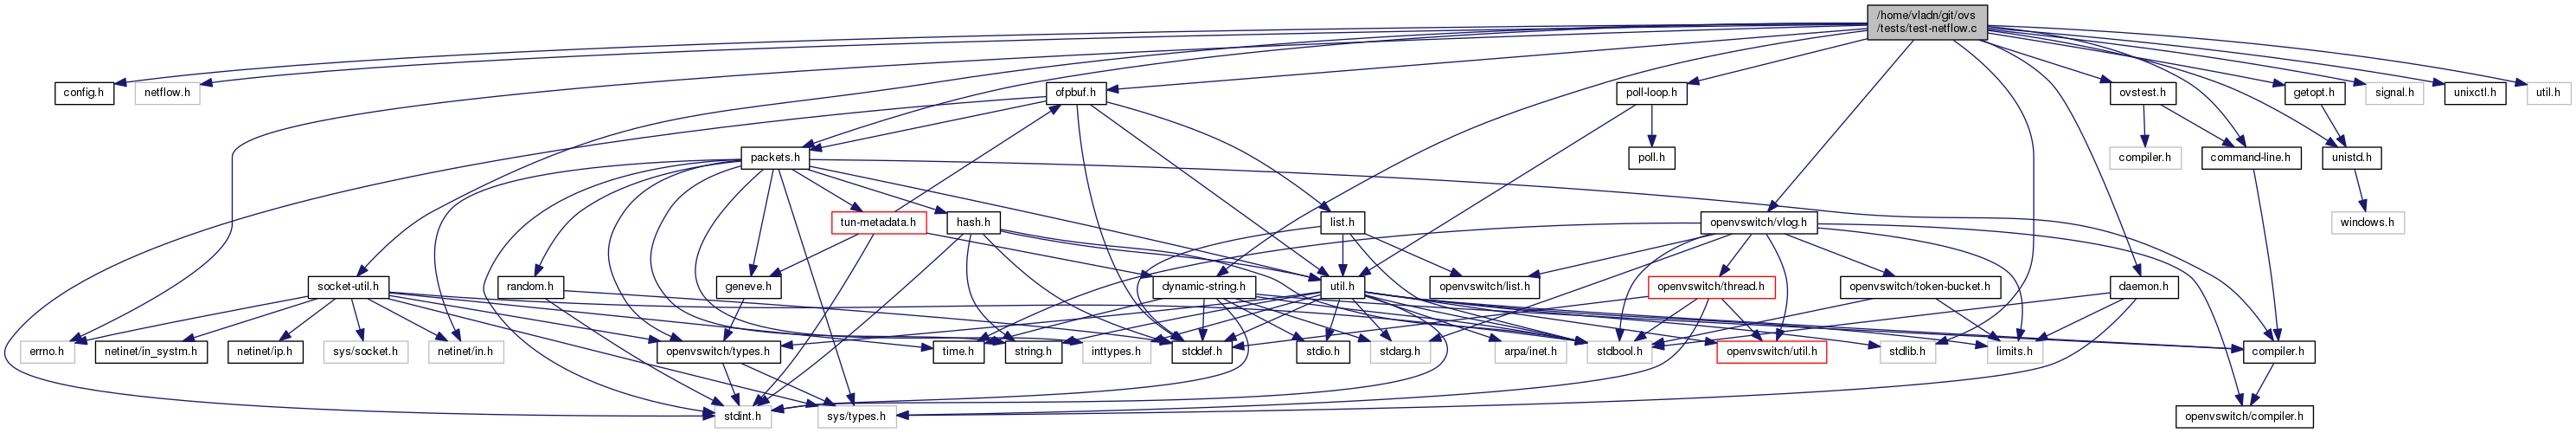 /home/vladn/git/ovs
/tests/test-netflow.c
config.h
netflow.h
ofpbuf.h
poll-loop.h
ovstest.h
getopt.h
signal.h
unixctl.h
util.h
packets.h
poll.h
compiler.h
command-line.h
unistd.h
tun-metadata.h
hash.h
list.h
openvswitch/vlog.h
windows.h
socket-util.h
random.h
geneve.h
dynamic-string.h
util.h
openvswitch/list.h
openvswitch/thread.h
openvswitch/token-bucket.h
daemon.h
errno.h
netinet/in_systm.h
netinet/ip.h
sys/socket.h
netinet/in.h
openvswitch/types.h
time.h
string.h
inttypes.h
stddef.h
stdio.h
stdarg.h
arpa/inet.h
stdbool.h
openvswitch/util.h
stdlib.h
limits.h
compiler.h
stdint.h
sys/types.h
openvswitch/compiler.h